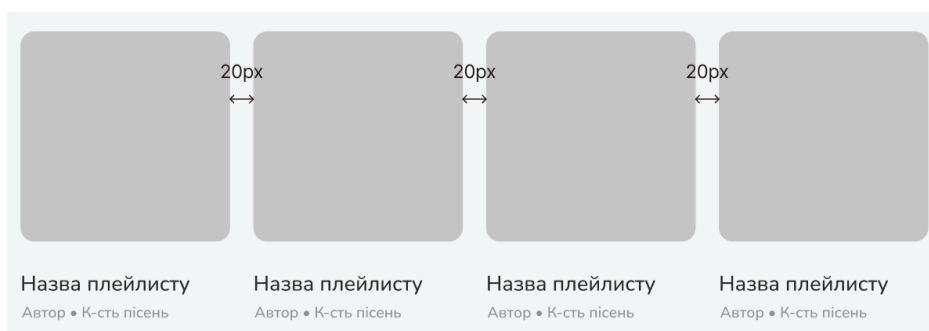 20px 20px 20px
Назва плейлисту Назва плейлисту Назва плейлисту Назва плейлисту
Автор • К-сть пісень Автор • К-сть пісень Автор • К-сть пісень Автор • К-сть пісень